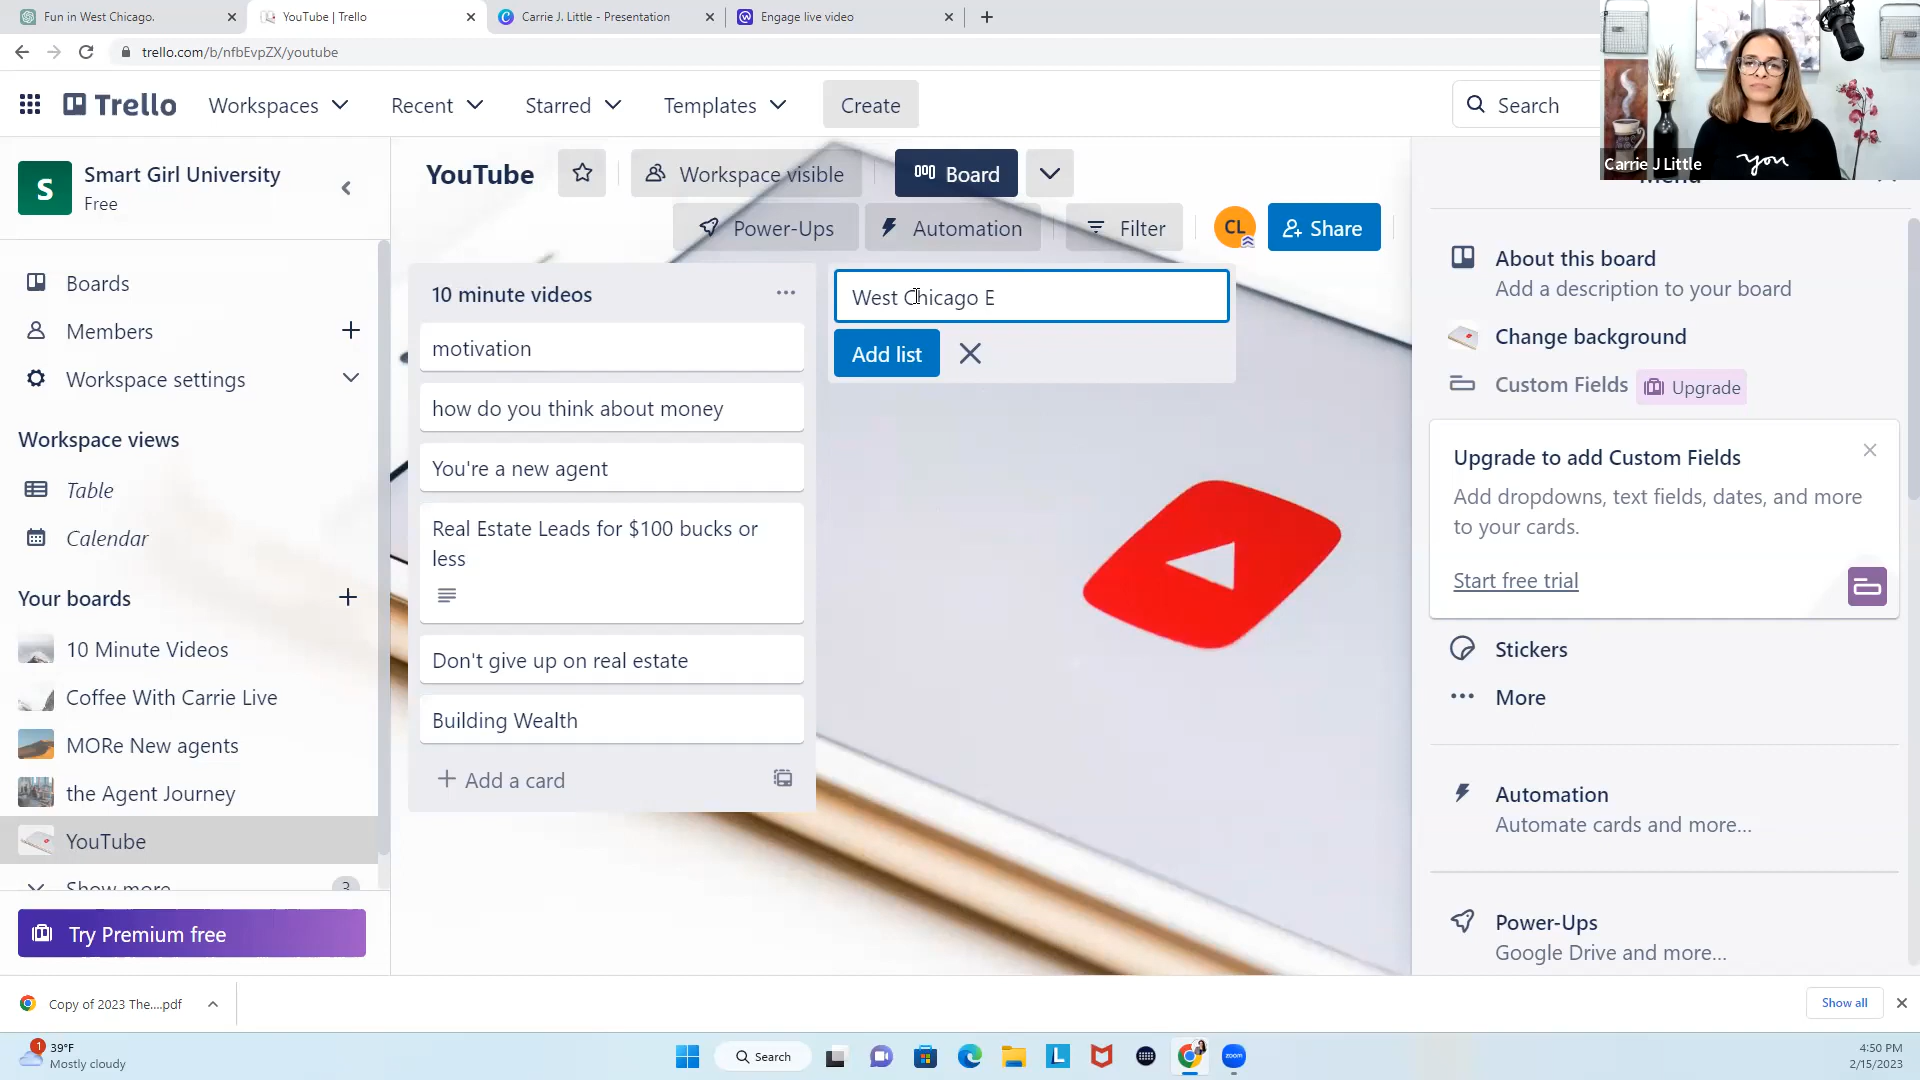 Fun in West Chicago.
YouTube | Trello
Carrie J. Little - Presentation
Engage live video
trello.com/b/nfbEvpZX/youtube
Trello
Workspaces
Recent
Starred
Templates
Create
Search
you
Carrie J Little
S
Smart Girl University
Free
YouTube
Workspace visible
Board
Menu
Power-Ups
Automation
Filter
CL
Share
Boards
Members
Workspace settings
Workspace views
Table
Calendar
Your boards
10 Minute Videos
Coffee With Carrie Live
MORe New agents
the Agent Journey
YouTube
Show more
3
Try Premium free
10 minute videos
motivation
how do you think about money
You're a new agent
Real Estate Leads for $100 bucks or
less
Don't give up on real estate
Building Wealth
Add a card
West Chicago E
Add list
About this board
Add a description to your board
Change background
Custom Fields
Upgrade
Upgrade to add Custom Fields
Add dropdowns, text fields, dates, and more
to your cards.
Start free trial
Stickers
More
Automation
Automate cards and more...
Power-Ups
Google Drive and more...
Copy of 2023 The....pdf
Show all
1
39°F
Mostly cloudy
Search
L
zoom
4:50 PM
2/15/2023